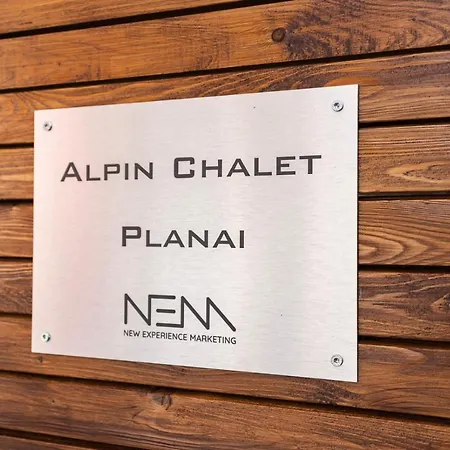 ALPIN CHALET
PLANAI
NEM
NEW EXPERIENCE MARKETING